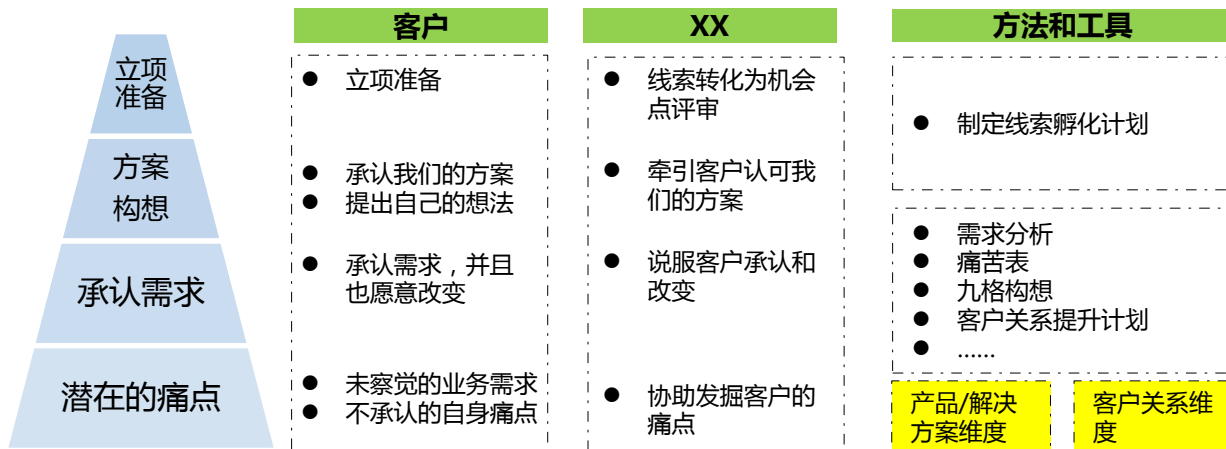 立项
准备
方案
构想
承认需求
潜在的痛点
客户
● 立项准备
● 承认我们的方案
● 提出自己的想法
● 承认需求，并且
也愿意改变
● 未察觉的业务需求
● 不承认的自身痛点
XX
● 线索转化为机会
点评审
● 牵引客户认可我
们的方案
● 说服客户承认和
改变
● 协助发掘客户的
痛点
方法和工具
● 制定线索孵化计划
● 需求分析
● 痛苦表
● 九格构想
● 客户关系提升计划
● ......
产品/解决
方案维度
客户关系维
度